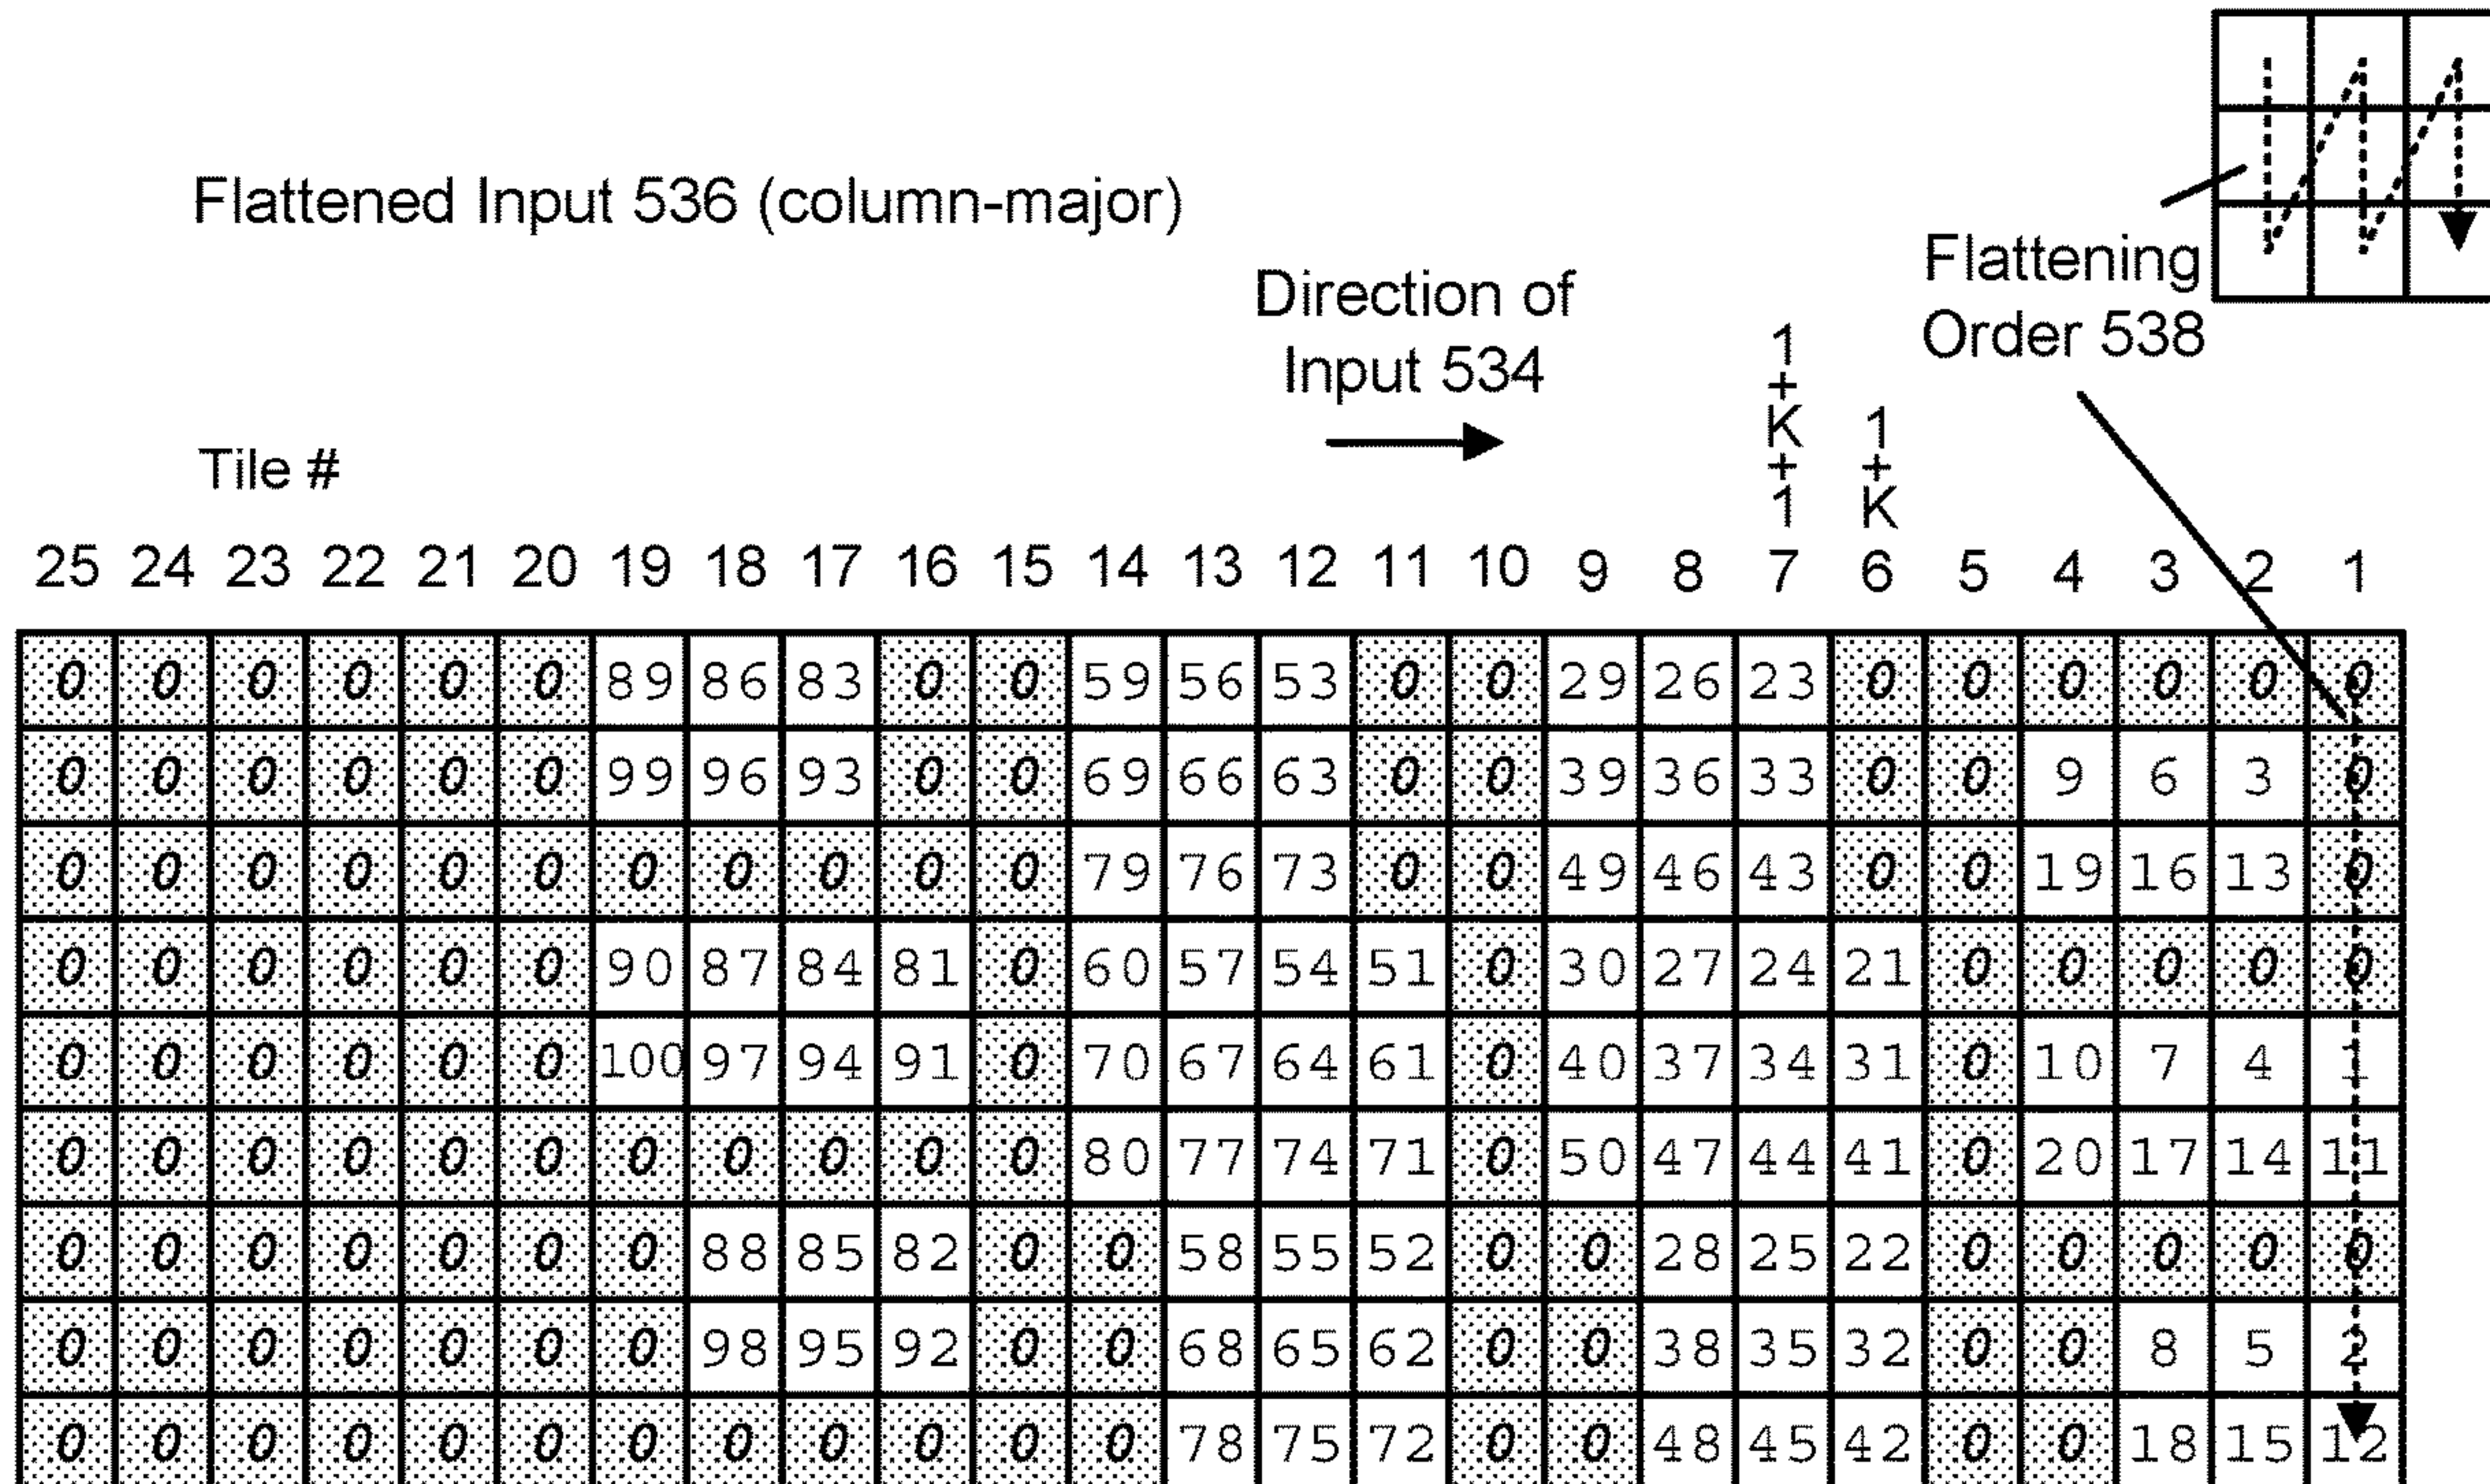 Flattened Input 536 (column-major)
Direction of
Input 534
Flattening
Order 538
1
+
K
+
1
1
+
K
Tile #
25 24 23 22 21 20 19 18 17 16 15 14 13 12 11 10 9 8 7 6 5 4 3 2 1
0 0 0 0 0 0 89 86 83 0 0 59 56 53 0 0 29 26 23 0 0 0 0 0 0
0 0 0 0 0 0 99 96 93 0 0 69 66 63 0 0 39 36 33 0 0 9 6 3 0
0 0 0 0 0 0 0 0 0 0 0 79 76 73 0 0 49 46 43 0 0 19 16 13 0
0 0 0 0 0 0 90 87 84 81 0 60 57 54 51 0 30 27 24 21 0 0 0 0 0
0 0 0 0 0 0 100 97 94 91 0 70 67 64 61 0 40 37 34 31 0 10 7 4 1
0 0 0 0 0 0 0 0 0 0 0 80 77 74 71 0 50 47 44 41 0 20 17 14 11
0 0 0 0 0 0 0 88 85 82 0 0 58 55 52 0 0 28 25 22 0 0 0 0 0
0 0 0 0 0 0 0 98 95 92 0 0 68 65 62 0 0 38 35 32 0 0 8 5 2
0 0 0 0 0 0 0 0 0 0 0 0 78 75 72 0 0 48 45 42 0 0 18 15 12